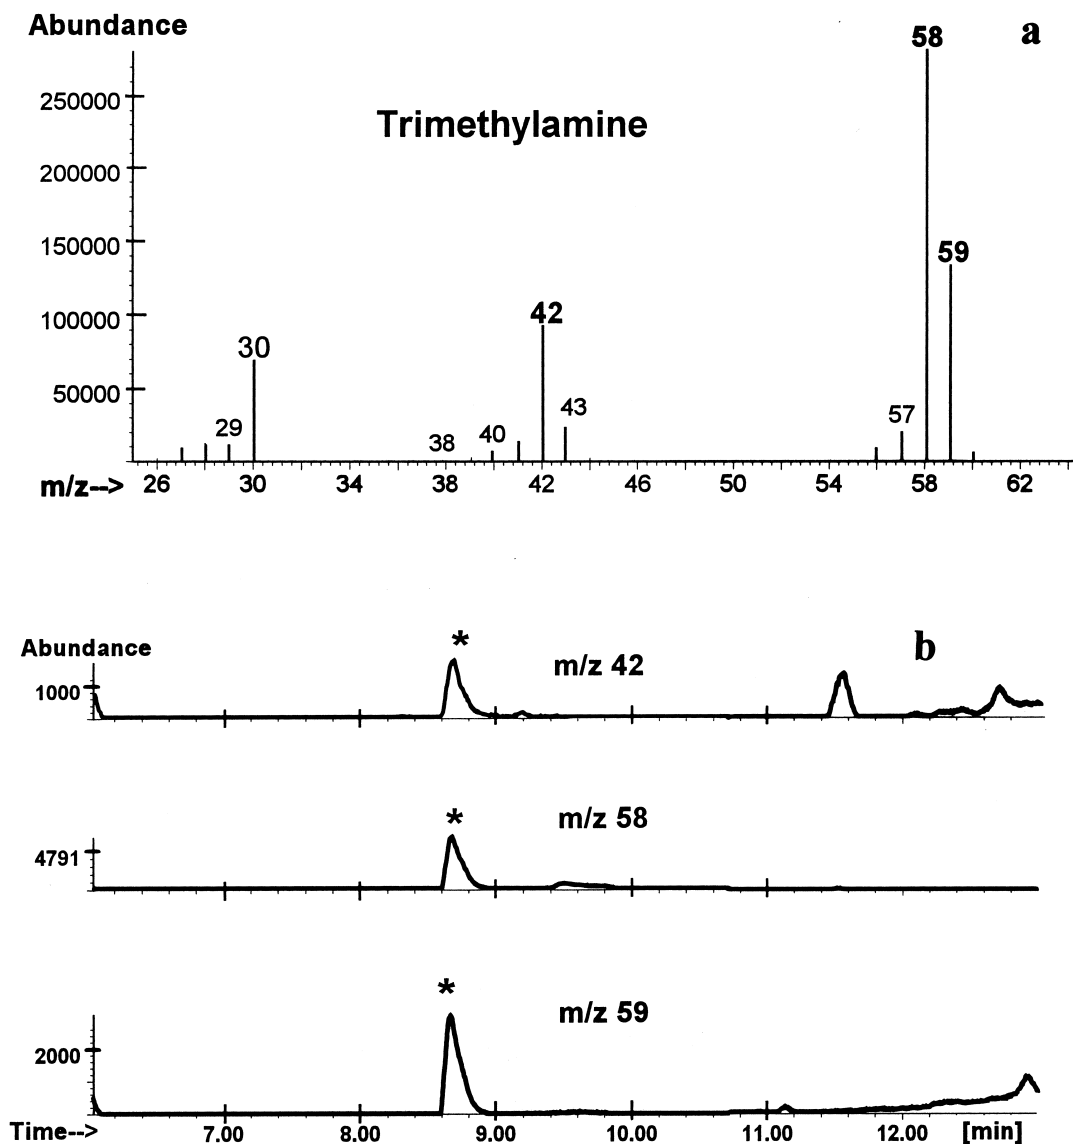 Abundance
a
58
250000
Trimethylamine
200000
150000
59
100000
42
30
50000
29
38
40
43
57
m/z-->
26 30 34 38 42 46 50 54 58 62
Abundance
*
m/z 42
b
1000
*
m/z 58
4791
*
m/z 59
2000
Time--> 7.00 8.00 9.00 10.00 11.00 12.00 [min]